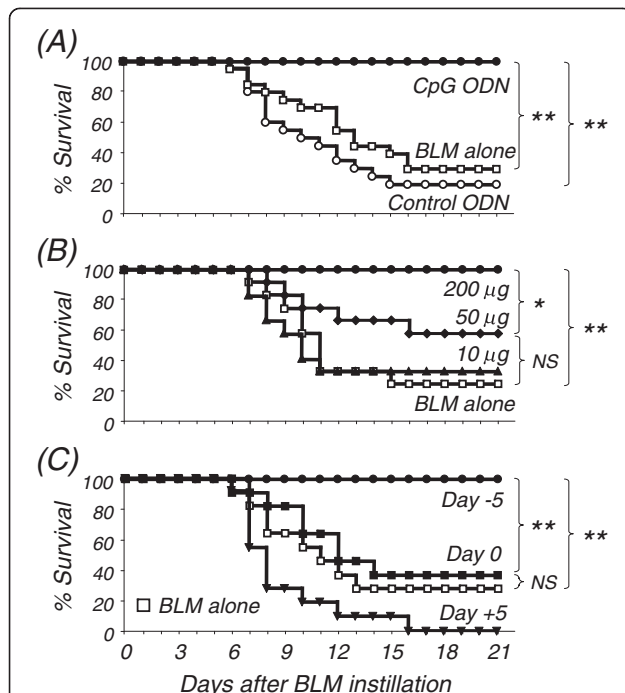 (A)
% Survival
100
80
60
40
20
0
CpG ODN
BLM alone
Control ODN
**
**
(B)
% Survival
100
80
60
40
20
0
200 μg
50 μg
10 μg
BLM alone
*
NS
**
(C)
% Survival
100
80
60
40
20
0
Day -5
Day 0
Day +5
BLM alone
**
NS
**
0 3 6 9 12 15 18 21
Days after BLM instillation